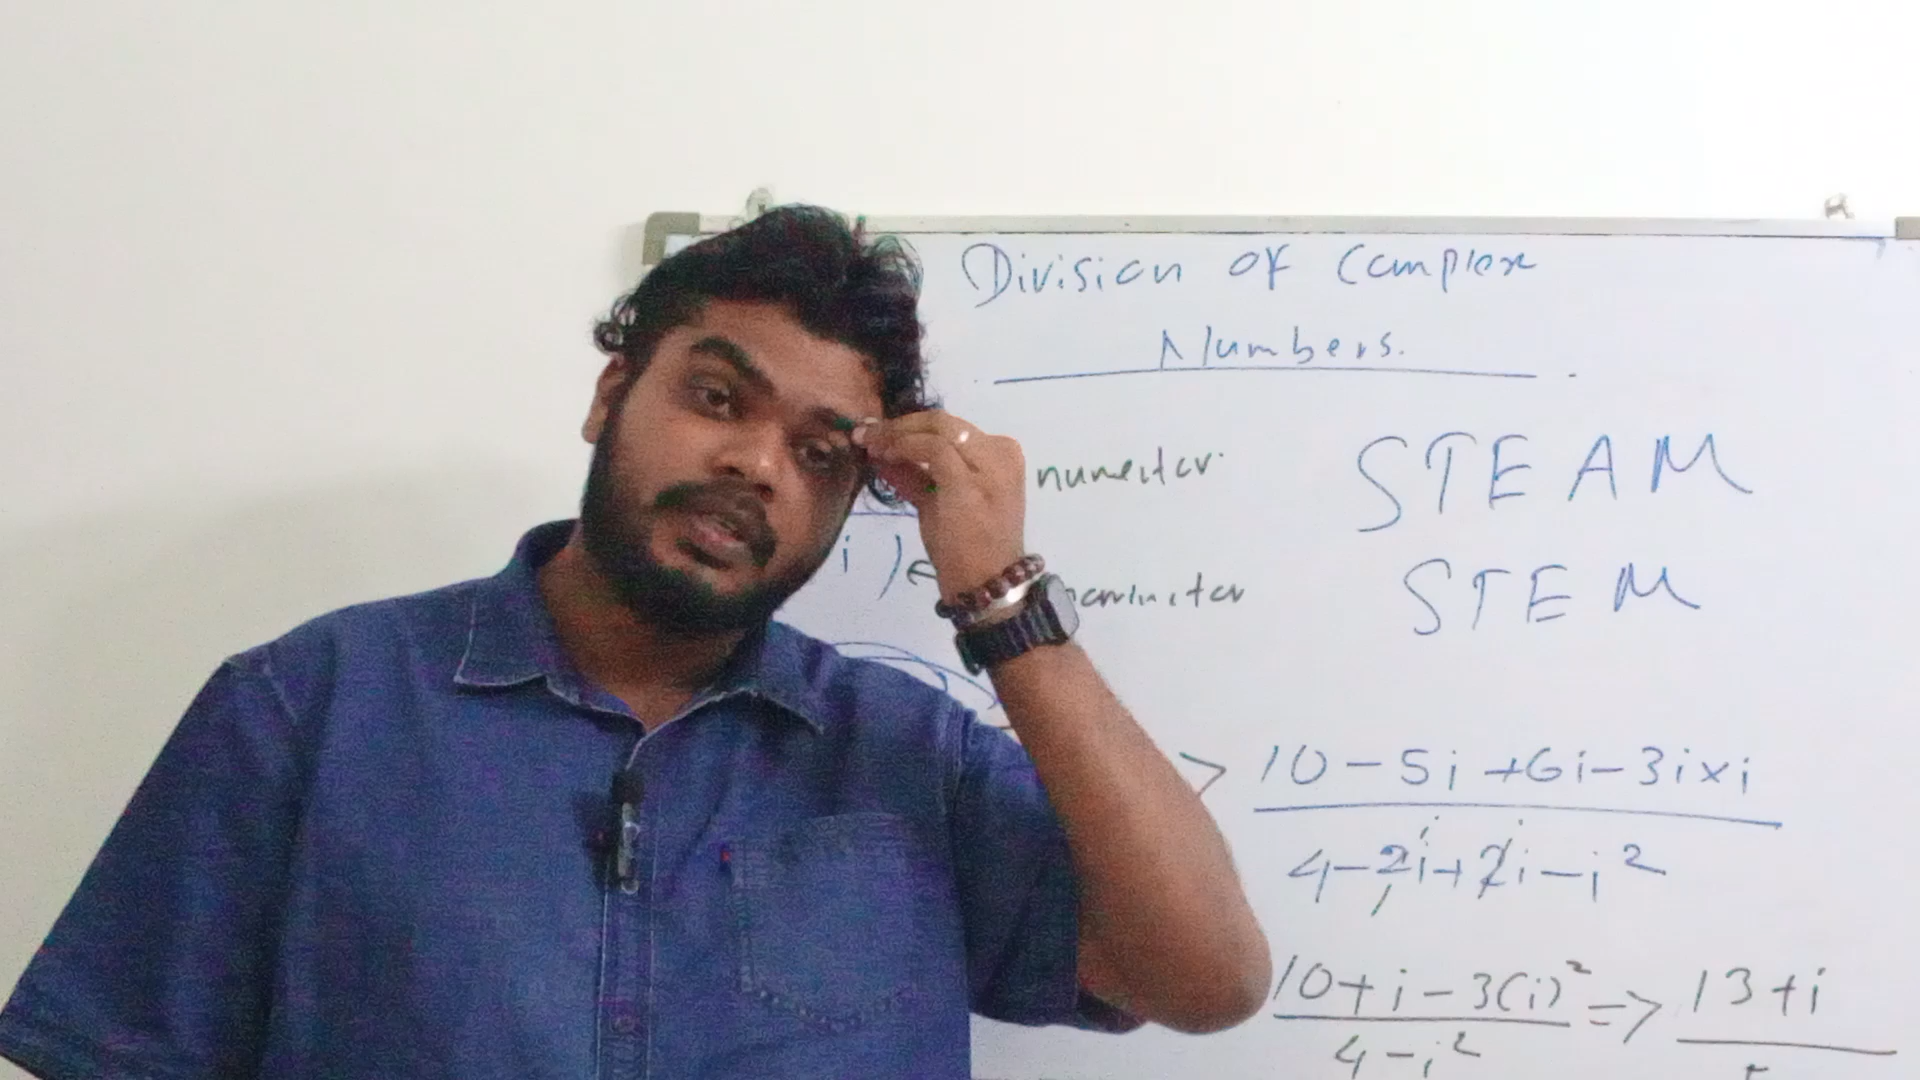 Division of Complex
Numbers.
numeitor
STEAM
i )
STEM
> 10 - 5i + 6i - 3i x i
4 - 2i + 2i - i²
10 + i - 3(i)² => 13 + i
4 - i²